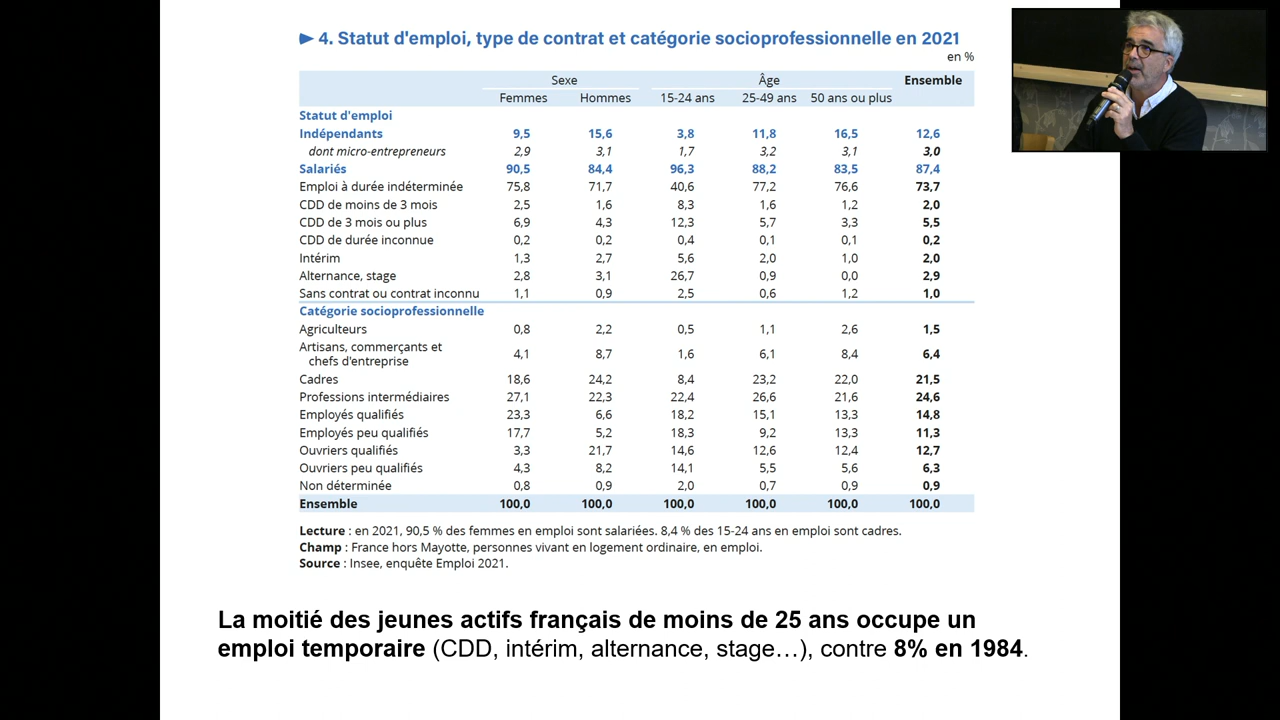 ► 4. Statut d'emploi, type de contrat et catégorie socioprofessionnelle en 2021
en %
Sexe Âge Ensemble
Femmes Hommes 15-24 ans 25-49 ans 50 ans ou plus
Statut d'emploi
Indépendants 9,5 15,6 3,8 11,8 16,5 12,6
dont micro-entrepreneurs 2,9 3,1 1,7 3,2 3,1 3,0
Salariés 90,5 84,4 96,3 88,2 83,5 87,4
Emploi à durée indéterminée 75,8 71,7 40,6 77,2 76,6 73,7
CDD de moins de 3 mois 2,5 1,6 8,3 1,6 1,2 2,0
CDD de 3 mois ou plus 6,9 4,3 12,3 5,7 3,3 5,5
CDD de durée inconnue 0,2 0,2 0,4 0,1 0,1 0,2
Intérim 1,3 2,7 5,6 2,0 1,0 2,0
Alternance, stage 2,8 3,1 26,7 0,9 0,0 2,9
Sans contrat ou contrat inconnu 1,1 0,9 2,5 0,6 1,2 1,0
Catégorie socioprofessionnelle
Agriculteurs 0,8 2,2 0,5 1,1 2,6 1,5
Artisans, commerçants et
chefs d'entreprise 4,1 8,7 1,6 6,1 8,4 6,4
Cadres 18,6 24,2 8,4 23,2 22,0 21,5
Professions intermédiaires 27,1 22,3 22,4 26,6 21,6 24,6
Employés qualifiés 23,3 6,6 18,2 15,1 13,3 14,8
Employés peu qualifiés 17,7 5,2 18,3 9,2 13,3 11,3
Ouvriers qualifiés 3,3 21,7 14,6 12,6 12,4 12,7
Ouvriers peu qualifiés 4,3 8,2 14,1 5,5 5,6 6,3
Non déterminée 0,8 0,9 2,0 0,7 0,9 0,9
Ensemble 100,0 100,0 100,0 100,0 100,0 100,0
Lecture : en 2021, 90,5 % des femmes en emploi sont salariées. 8,4 % des 15-24 ans en emploi sont cadres.
Champ : France hors Mayotte, personnes vivant en logement ordinaire, en emploi.
Source : Insee, enquête Emploi 2021.
La moitié des jeunes actifs français de moins de 25 ans occupe un
emploi temporaire (CDD, intérim, alternance, stage…), contre 8% en 1984.